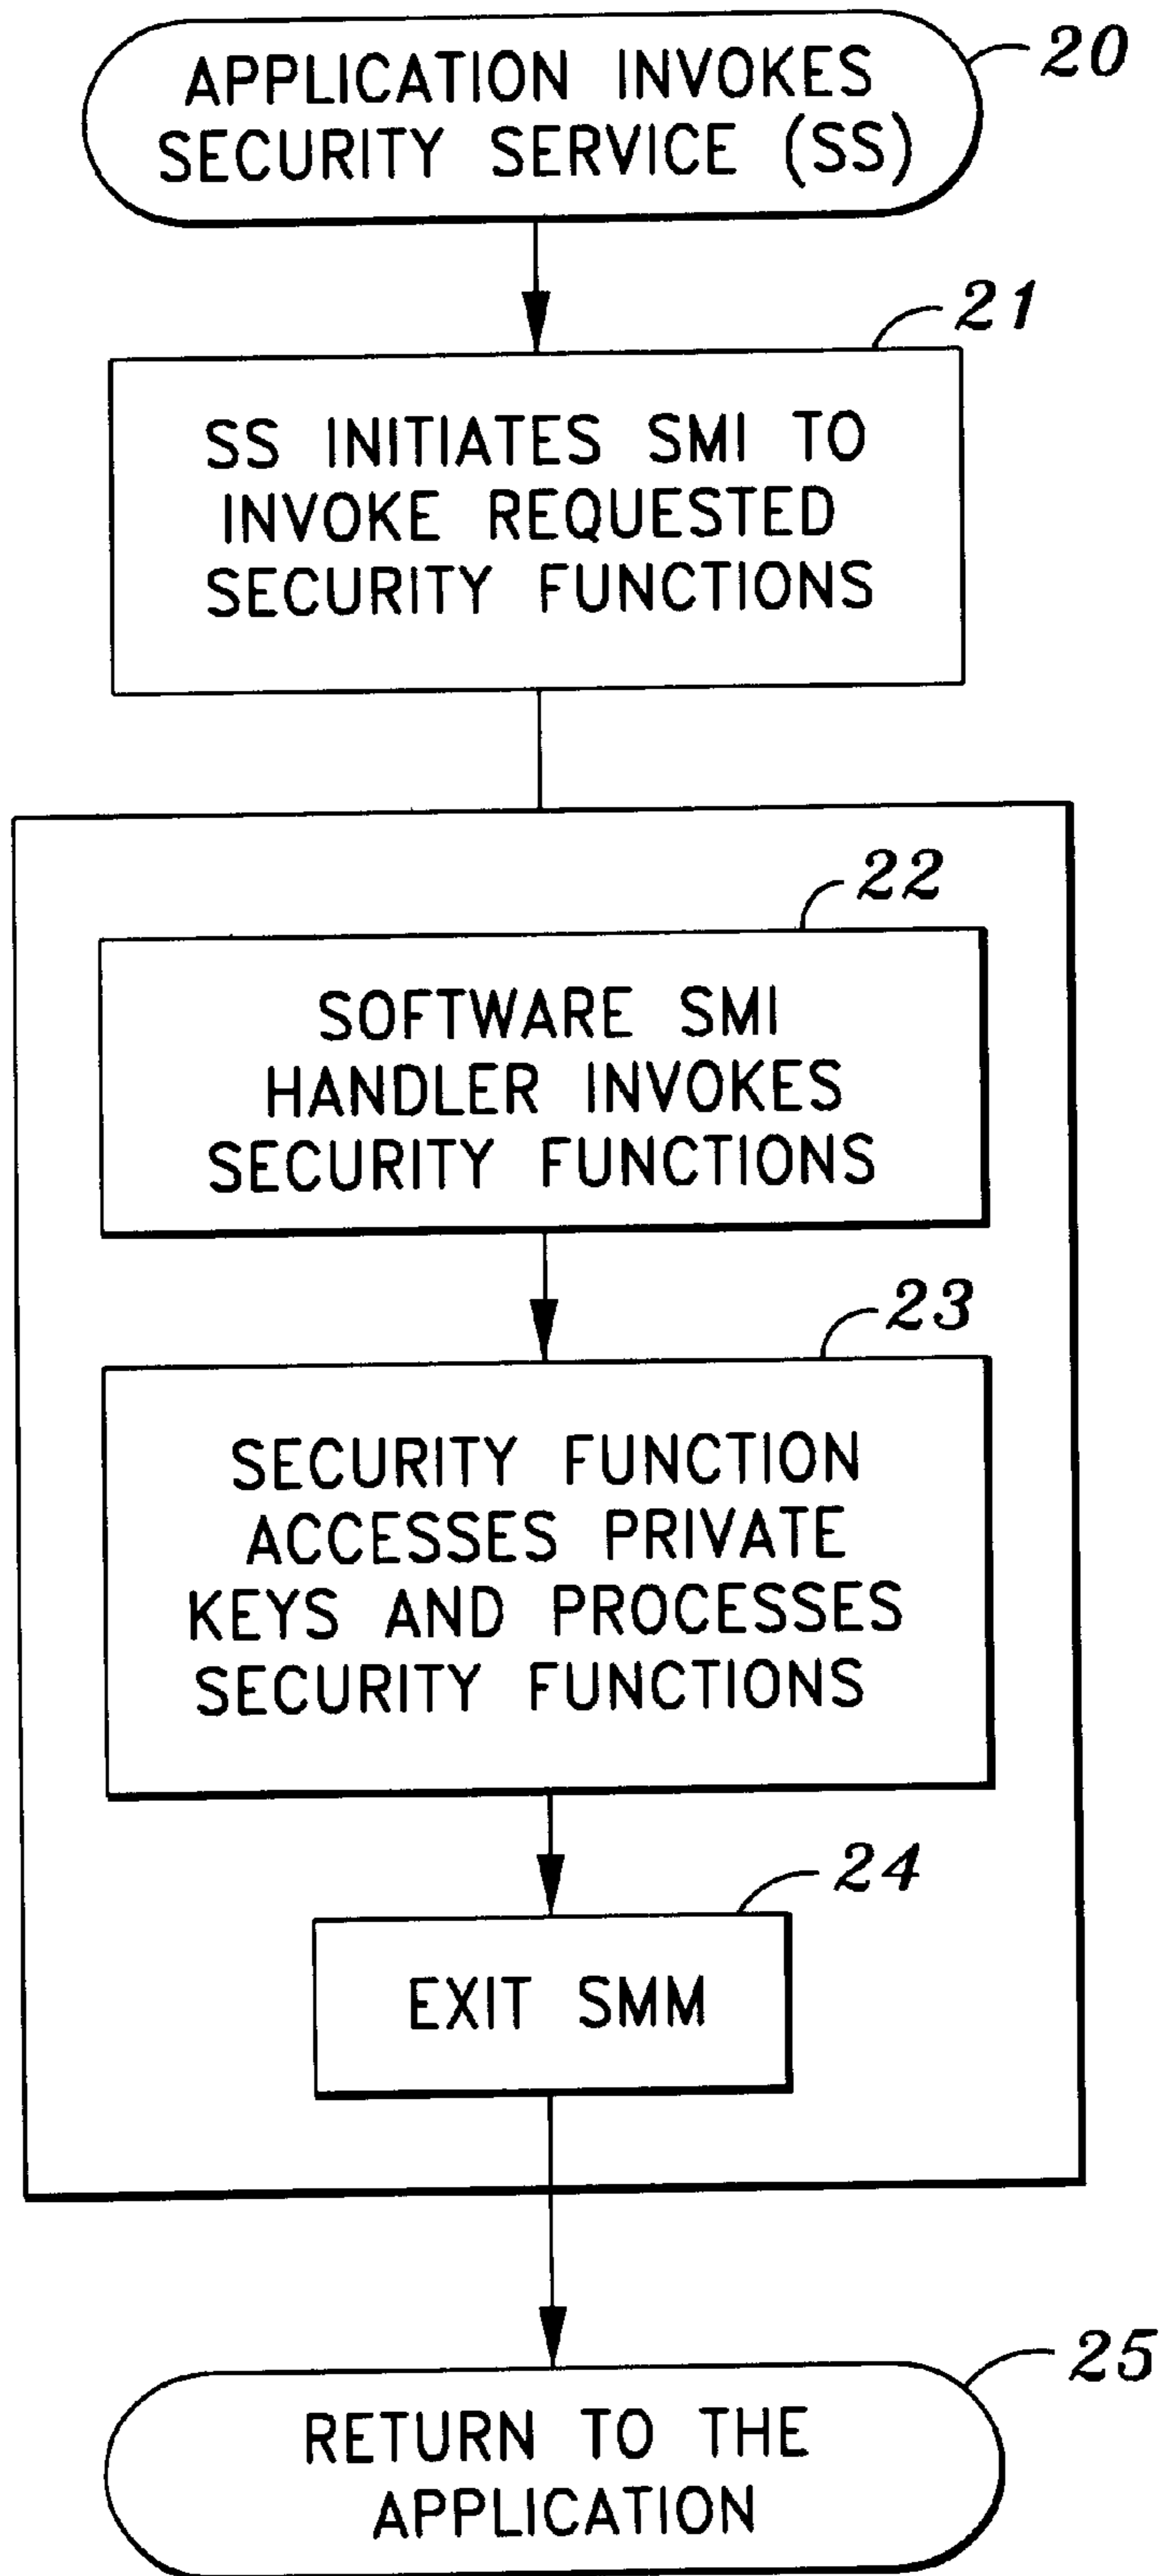 APPLICATION INVOKES
SECURITY SERVICE (SS)
20
21
SS INITIATES SMI TO
INVOKE REQUESTED
SECURITY FUNCTIONS
22
SOFTWARE SMI
HANDLER INVOKES
SECURITY FUNCTIONS
23
SECURITY FUNCTION
ACCESSES PRIVATE
KEYS AND PROCESSES
SECURITY FUNCTIONS
24
EXIT SMM
25
RETURN TO THE
APPLICATION